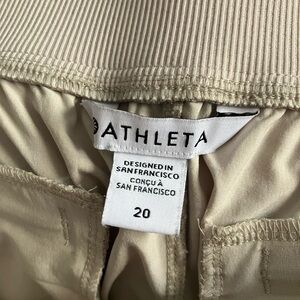 ATHLETA
DESIGNED IN
SAN FRANCISCO
CONÇU À
SAN FRANCISCO
20